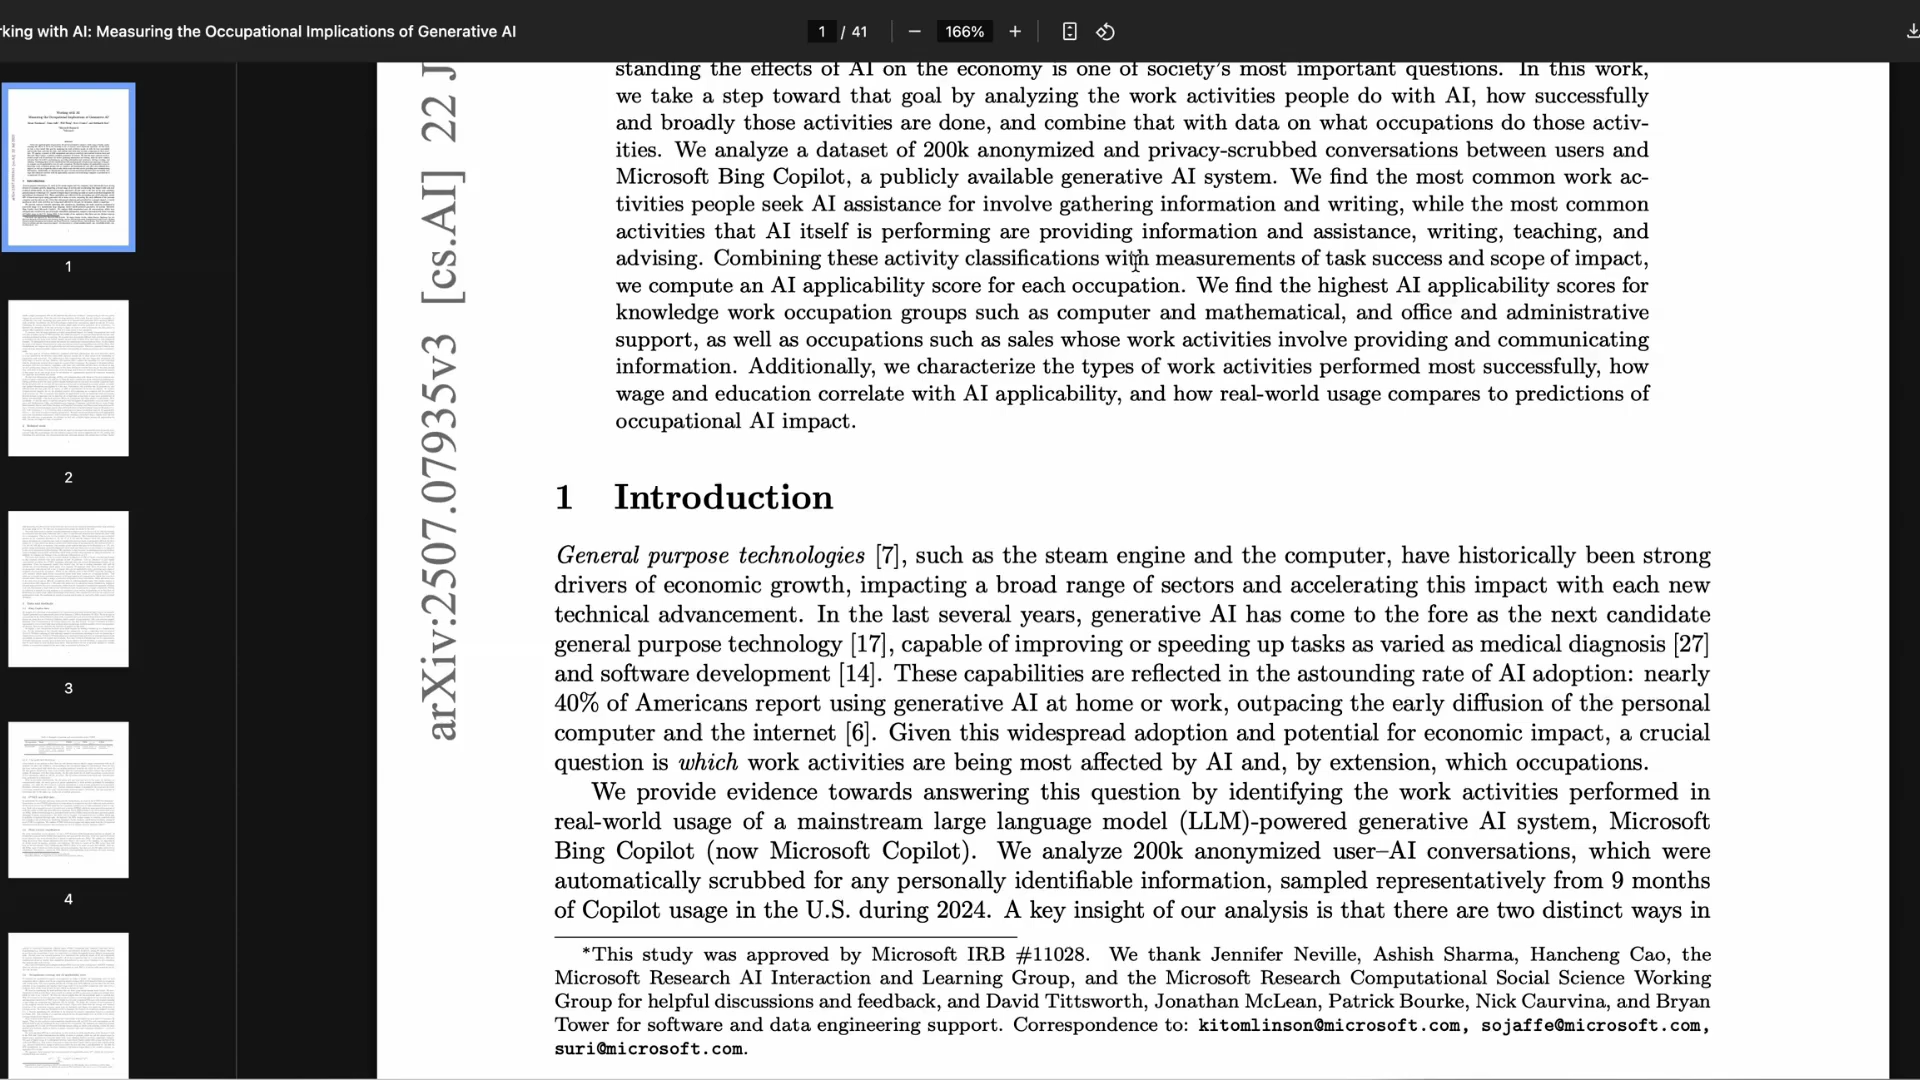 rking with AI: Measuring the Occupational Implications of Generative AI
1 / 41
166%
1
2
3
4
arXiv:2507.07935v3 [cs.AI] 22 J
standing the effects of AI on the economy is one of society's most important questions. In this work,
we take a step toward that goal by analyzing the work activities people do with AI, how successfully
and broadly those activities are done, and combine that with data on what occupations do those activ-
ities. We analyze a dataset of 200k anonymized and privacy-scrubbed conversations between users and
Microsoft Bing Copilot, a publicly available generative AI system. We find the most common work ac-
tivities people seek AI assistance for involve gathering information and writing, while the most common
activities that AI itself is performing are providing information and assistance, writing, teaching, and
advising. Combining these activity classifications with measurements of task success and scope of impact,
we compute an AI applicability score for each occupation. We find the highest AI applicability scores for
knowledge work occupation groups such as computer and mathematical, and office and administrative
support, as well as occupations such as sales whose work activities involve providing and communicating
information. Additionally, we characterize the types of work activities performed most successfully, how
wage and education correlate with AI applicability, and how real-world usage compares to predictions of
occupational AI impact.
1 Introduction
General purpose technologies [7], such as the steam engine and the computer, have historically been strong
drivers of economic growth, impacting a broad range of sectors and accelerating this impact with each new
technical advancement. In the last several years, generative AI has come to the fore as the next candidate
general purpose technology [17], capable of improving or speeding up tasks as varied as medical diagnosis [27]
and software development [14]. These capabilities are reflected in the astounding rate of AI adoption: nearly
40% of Americans report using generative AI at home or work, outpacing the early diffusion of the personal
computer and the internet [6]. Given this widespread adoption and potential for economic impact, a crucial
question is which work activities are being most affected by AI and, by extension, which occupations.
We provide evidence towards answering this question by identifying the work activities performed in
real-world usage of a mainstream large language model (LLM)-powered generative AI system, Microsoft
Bing Copilot (now Microsoft Copilot). We analyze 200k anonymized user–AI conversations, which were
automatically scrubbed for any personally identifiable information, sampled representatively from 9 months
of Copilot usage in the U.S. during 2024. A key insight of our analysis is that there are two distinct ways in
*This study was approved by Microsoft IRB #11028. We thank Jennifer Neville, Ashish Sharma, Hancheng Cao, the
Microsoft Research AI Interaction and Learning Group, and the Microsoft Research Computational Social Science Working
Group for helpful discussions and feedback, and David Tittsworth, Jonathan McLean, Patrick Bourke, Nick Caurvina, and Bryan
Tower for software and data engineering support. Correspondence to: kitomlinson@microsoft.com, sojaffe@microsoft.com,
suri@microsoft.com.